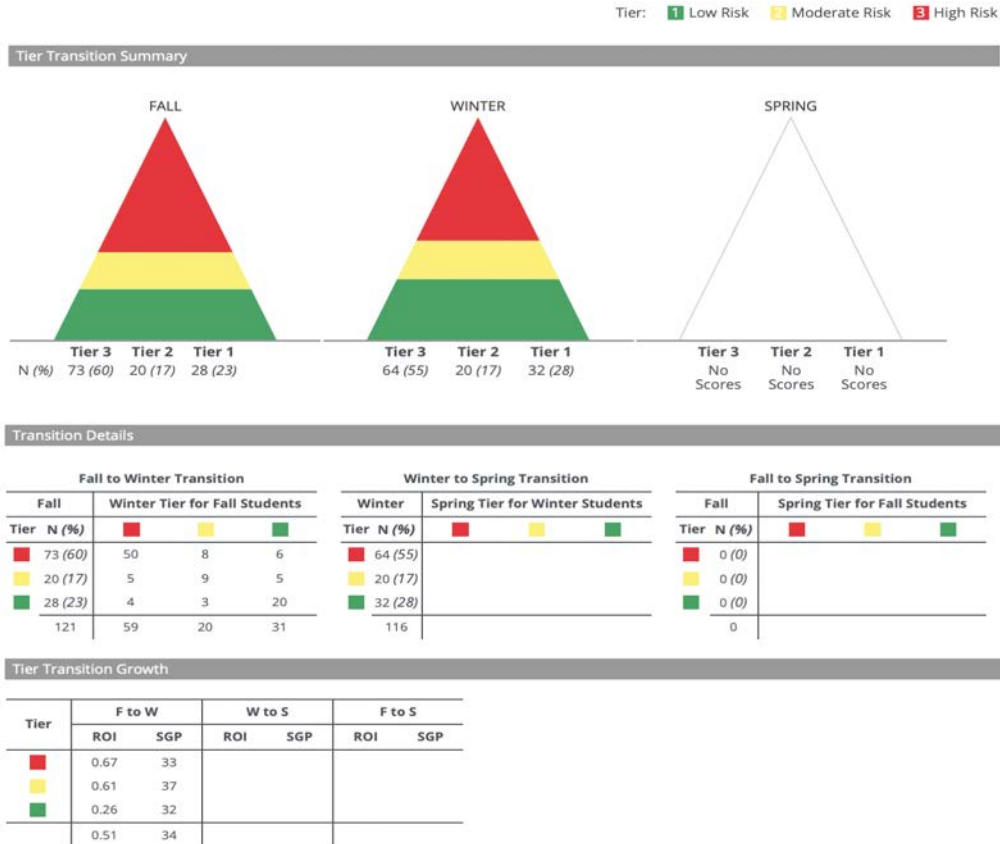 Tier: 1 Low Risk 2 Moderate Risk 3 High Risk
Tier Transition Summary
FALL WINTER SPRING
Tier 3 Tier 2 Tier 1 Tier 3 Tier 2 Tier 1 Tier 3 Tier 2 Tier 1
N (%) 73 (60) 20 (17) 28 (23) 64 (55) 20 (17) 32 (28) No No No
Scores Scores Scores
Transition Details
Fall to Winter Transition Winter to Spring Transition Fall to Spring Transition
Fall Winter Tier for Fall Students Winter Spring Tier for Winter Students Fall Spring Tier for Fall Students
Tier N (%) Tier N (%) Tier N (%)
73 (60) 50 8 6 64 (55) 0 (0)
20 (17) 5 9 5 20 (17) 0 (0)
28 (23) 4 3 20 32 (28) 0 (0)
121 59 20 31 116 0
Tier Transition Growth
Tier F to W W to S F to S
ROI SGP ROI SGP ROI SGP
0.67 33
0.61 37
0.26 32
0.51 34